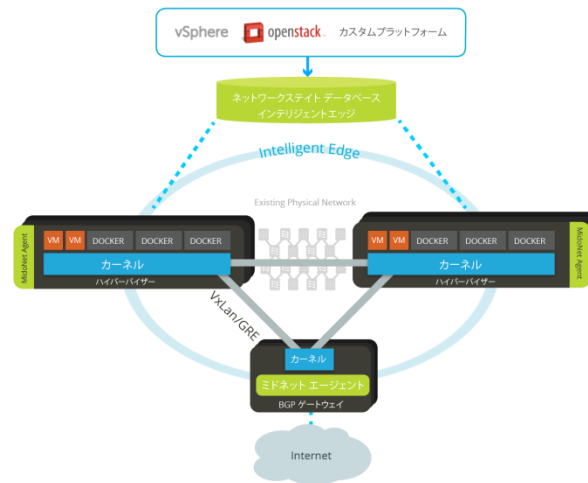 vSphere openstack カスタムプラットフォーム
ネットワークステイト データベース
インテリジェントエッジ
Intelligent Edge
Existing Physical Network
MidoNet Agent
VM VM DOCKER DOCKER DOCKER
カーネル
ハイパーバイザー
VM VM DOCKER DOCKER DOCKER
カーネル
ハイパーバイザー
MidoNet Agent
VxLan/GRE
カーネル
ミドネット エージェント
BGP ゲートウェイ
Internet